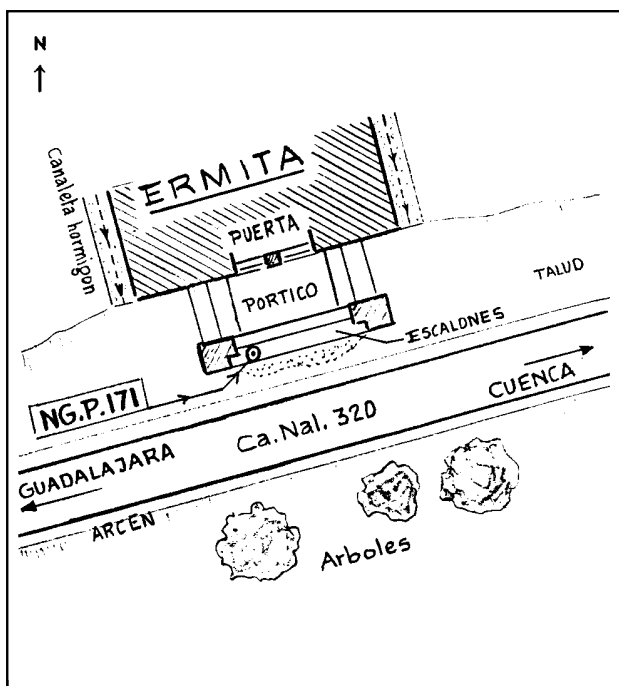 N
Canaleta hormigon
ERMITA
PUERTA
PORTICO
TALUD
ESCALONES
NG.P.171
CUENCA
Ca. Nal. 320
GUADALAJARA
ARCEN
Arboles